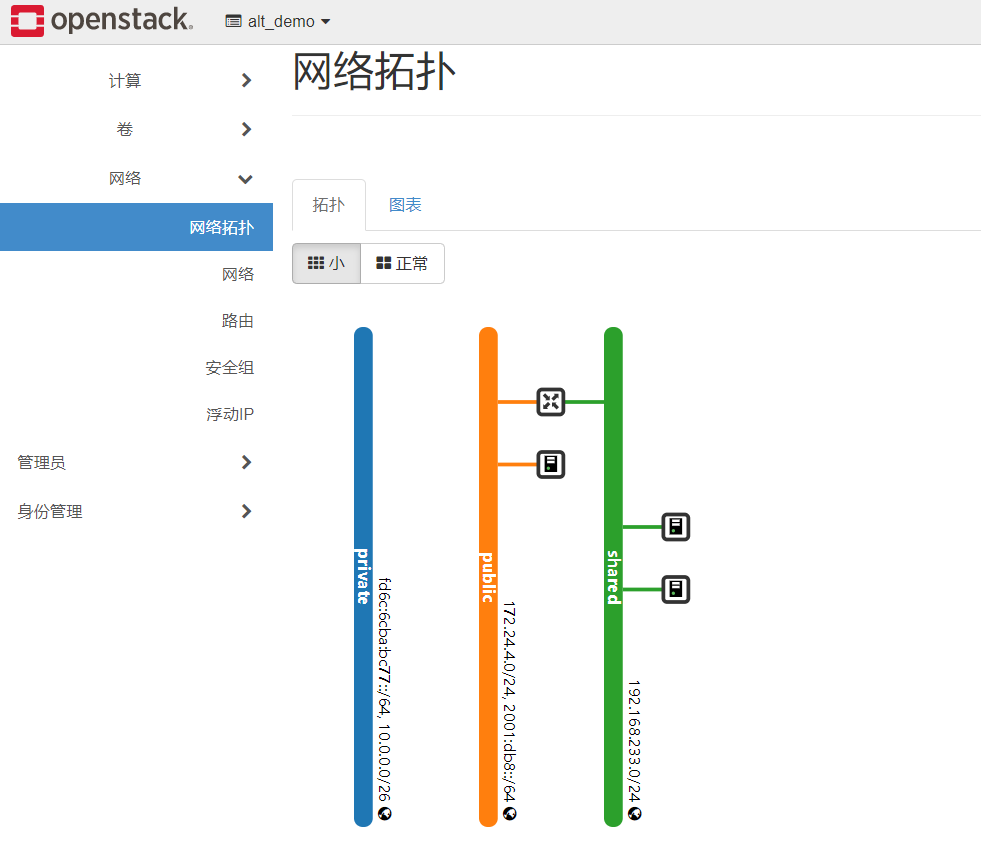 openstack.
alt_demo
计算
卷
网络
网络拓扑
网络
路由
安全组
浮动IP
管理员
身份管理
网络拓扑
拓扑
图表
小
正常
private
fd6c:6cba:bc77::/64, 10.0.0.0/26
public
172.24.4.0/24, 2001:db8::/64
shared
192.168.233.0/24